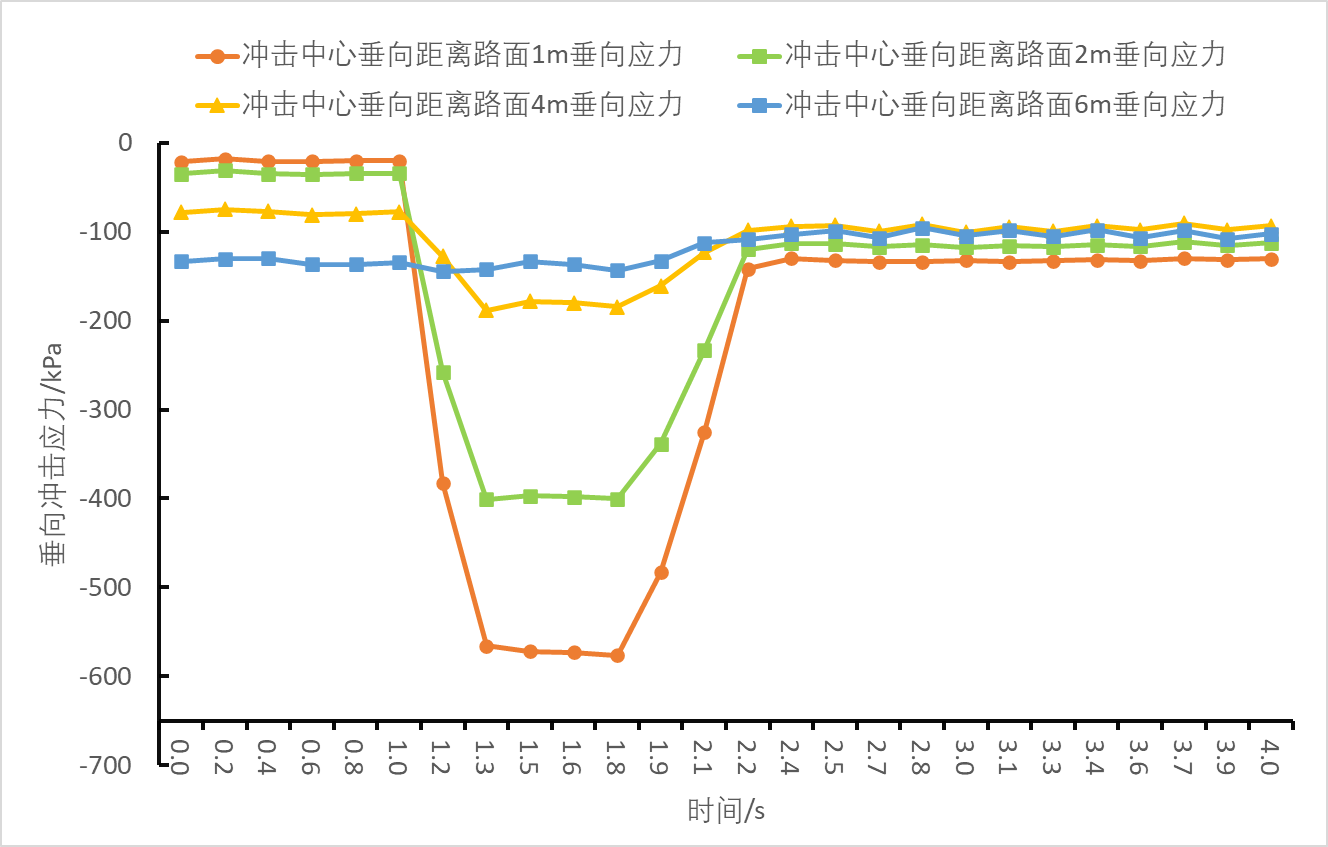 冲击中心垂向距离路面1m垂向应力
冲击中心垂向距离路面2m垂向应力
冲击中心垂向距离路面4m垂向应力
冲击中心垂向距离路面6m垂向应力
0
-100
-200
-300
-400
-500
-600
-700
垂向冲击应力/kPa
0.0 0.2 0.4 0.6 0.8 1.0 1.2 1.3 1.5 1.6 1.8 1.9 2.1 2.2 2.4 2.5 2.7 2.8 3.0 3.1 3.3 3.4 3.6 3.7 3.9 4.0
时间/s